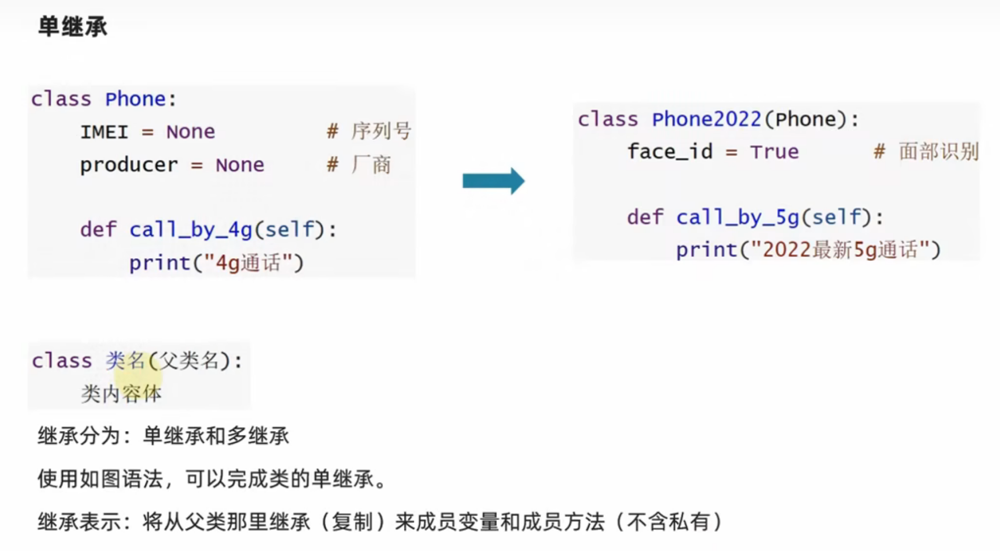 单继承
class Phone:
    IMEI = None          # 序列号
    producer = None      # 厂商
    def call_by_4g(self):
        print("4g通话")
class Phone2022(Phone):
    face_id = True       # 面部识别
    def call_by_5g(self):
        print("2022最新5g通话")
class 类名(父类名):
    类内容体
继承分为：单继承和多继承
使用如图语法，可以完成类的单继承。
继承表示：将从父类那里继承（复制）来成员变量和成员方法（不含私有）